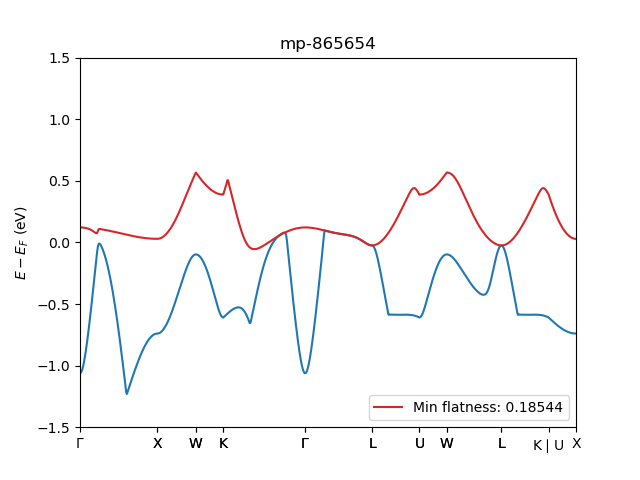 mp-865654
1.5
1.0
0.5
0.0
−0.5
−1.0
−1.5
E − E_F (eV)
Min flatness: 0.18544
Γ X W K Γ L U W L K | U X